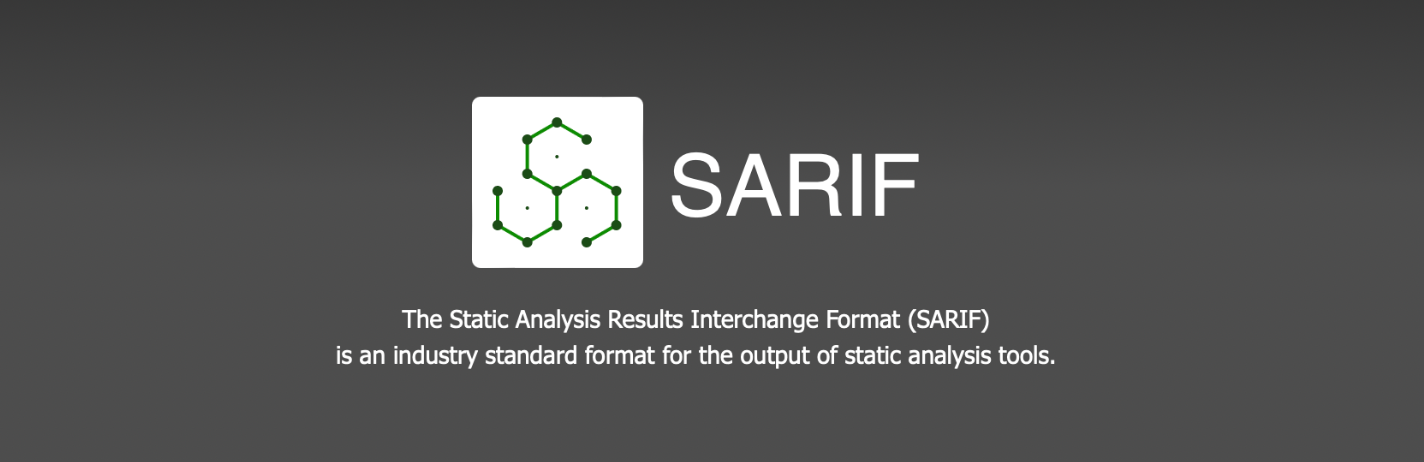 SARIF
The Static Analysis Results Interchange Format (SARIF)
is an industry standard format for the output of static analysis tools.